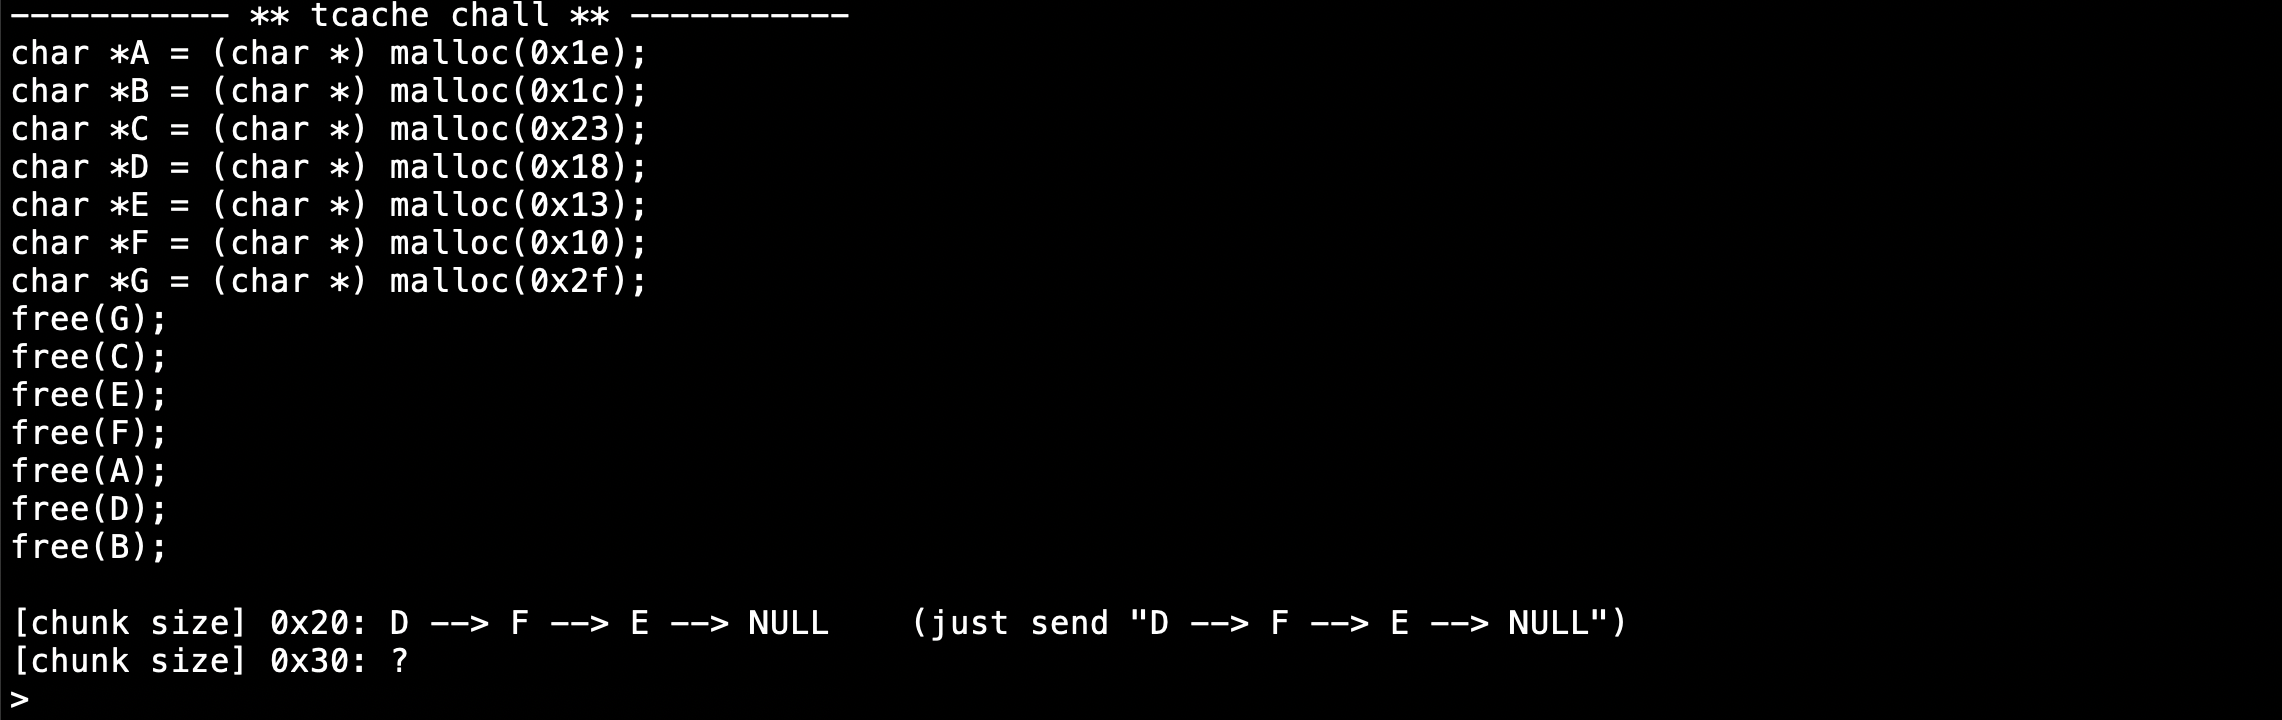 ----------- ** tcache chall ** -----------
char *A = (char *) malloc(0x1e);
char *B = (char *) malloc(0x1c);
char *C = (char *) malloc(0x23);
char *D = (char *) malloc(0x18);
char *E = (char *) malloc(0x13);
char *F = (char *) malloc(0x10);
char *G = (char *) malloc(0x2f);
free(G);
free(C);
free(E);
free(F);
free(A);
free(D);
free(B);

[chunk size] 0x20: D --> F --> E --> NULL    (just send "D --> F --> E --> NULL")
[chunk size] 0x30: ?
>